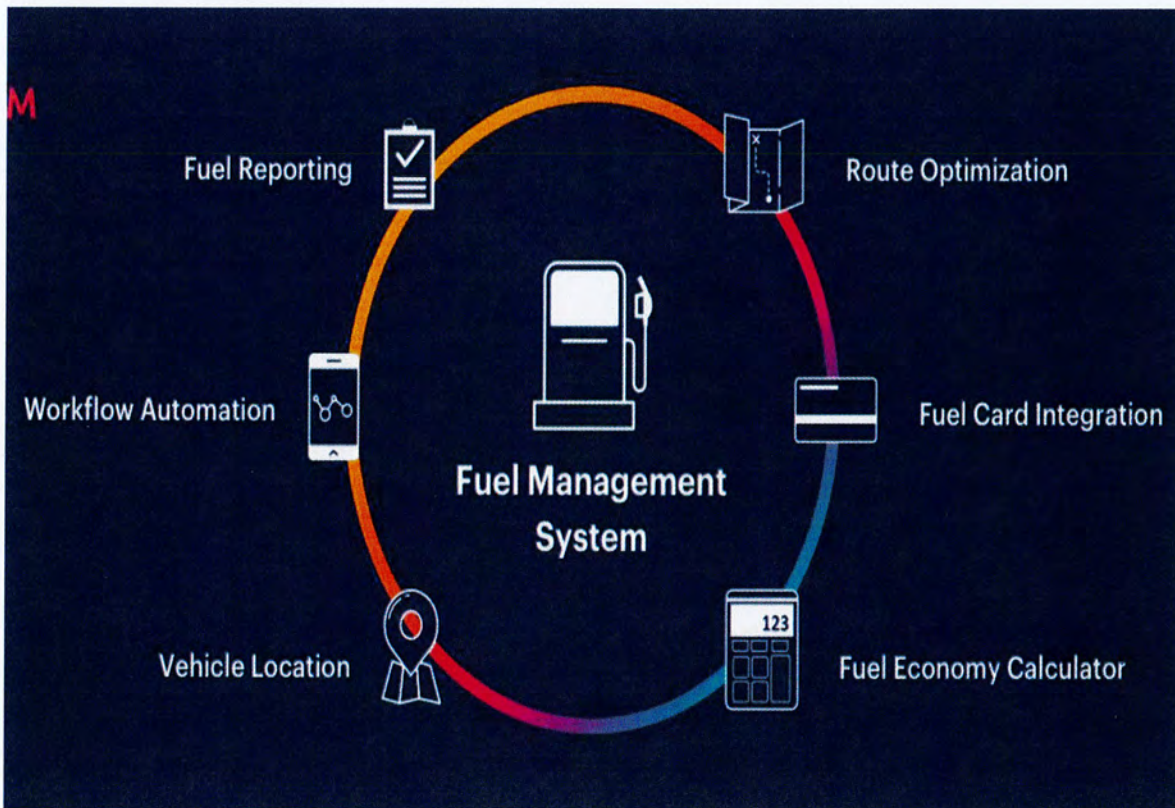 M
Fuel Reporting
Route Optimization
Workflow Automation
Fuel Card Integration
Fuel Management
System
123
Vehicle Location
Fuel Economy Calculator